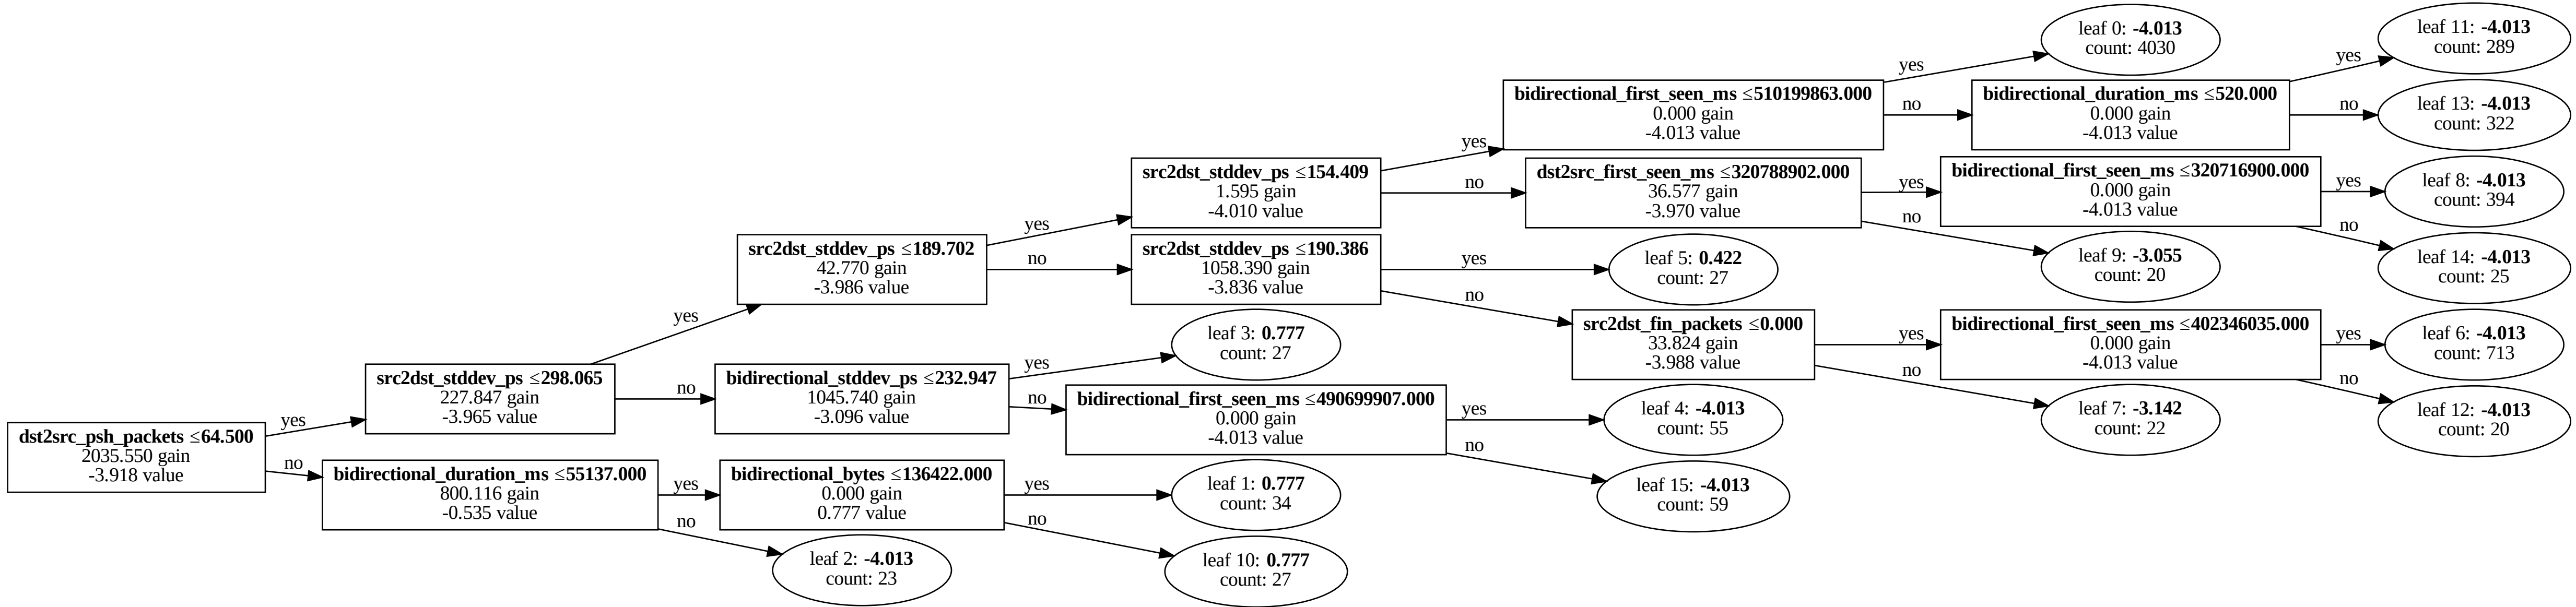 dst2src_psh_packets ≤64.500
2035.550 gain
-3.918 value
yes
no
src2dst_stddev_ps ≤298.065
227.847 gain
-3.965 value
yes
no
bidirectional_duration_ms ≤55137.000
800.116 gain
-0.535 value
yes
no
src2dst_stddev_ps ≤189.702
42.770 gain
-3.986 value
yes
no
bidirectional_stddev_ps ≤232.947
1045.740 gain
-3.096 value
yes
no
bidirectional_bytes ≤136422.000
0.000 gain
0.777 value
yes
no
leaf 2: -4.013
count: 23
src2dst_stddev_ps ≤154.409
1.595 gain
-4.010 value
yes
no
src2dst_stddev_ps ≤190.386
1058.390 gain
-3.836 value
yes
no
leaf 3: 0.777
count: 27
bidirectional_first_seen_ms ≤490699907.000
0.000 gain
-4.013 value
yes
no
leaf 1: 0.777
count: 34
leaf 10: 0.777
count: 27
bidirectional_first_seen_ms ≤510199863.000
0.000 gain
-4.013 value
yes
no
dst2src_first_seen_ms ≤320788902.000
36.577 gain
-3.970 value
yes
no
leaf 5: 0.422
count: 27
src2dst_fin_packets ≤0.000
33.824 gain
-3.988 value
yes
no
leaf 4: -4.013
count: 55
leaf 15: -4.013
count: 59
leaf 0: -4.013
count: 4030
bidirectional_duration_ms ≤520.000
0.000 gain
-4.013 value
yes
no
bidirectional_first_seen_ms ≤320716900.000
0.000 gain
-4.013 value
yes
no
leaf 9: -3.055
count: 20
bidirectional_first_seen_ms ≤402346035.000
0.000 gain
-4.013 value
yes
no
leaf 7: -3.142
count: 22
leaf 11: -4.013
count: 289
leaf 13: -4.013
count: 322
leaf 8: -4.013
count: 394
leaf 14: -4.013
count: 25
leaf 6: -4.013
count: 713
leaf 12: -4.013
count: 20